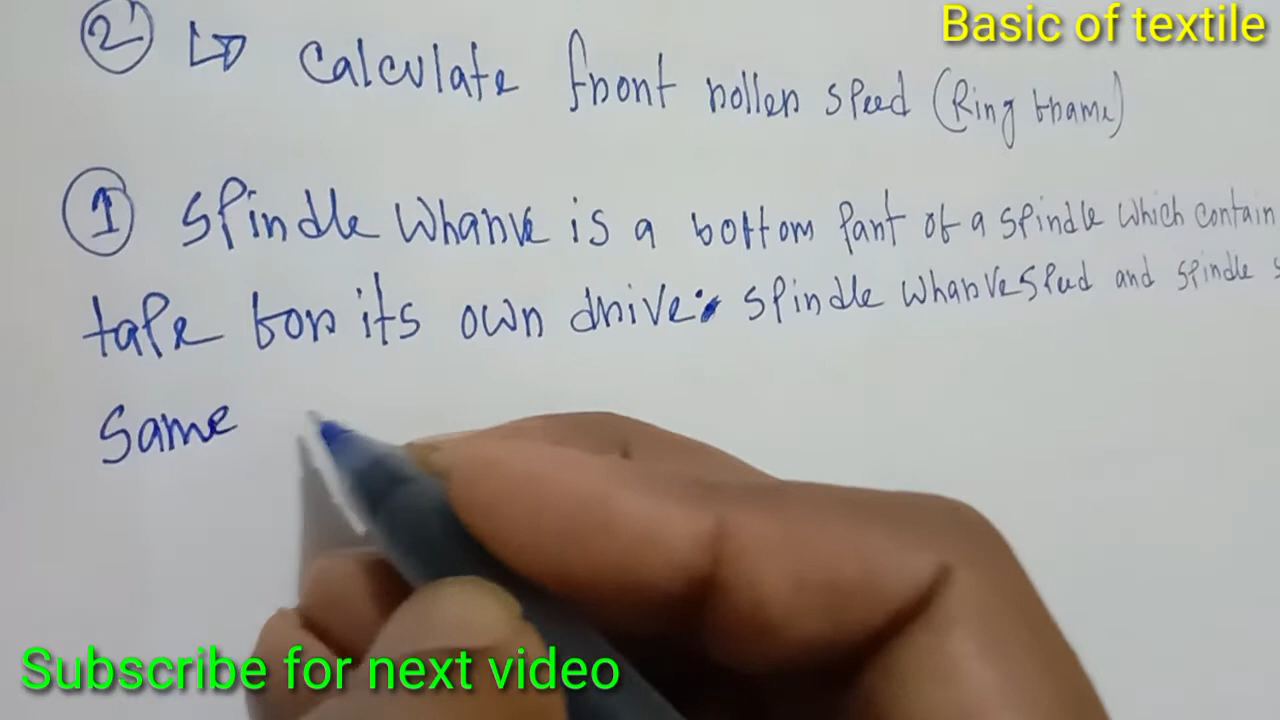 Basic of textile
② ↳ Calculate front roller speed (Ring frame)
① Spindle Wharve is a bottom part of a spindle which contain
tape for its own drive. Spindle wharve speed and spindle s
Same
Subscribe for next video